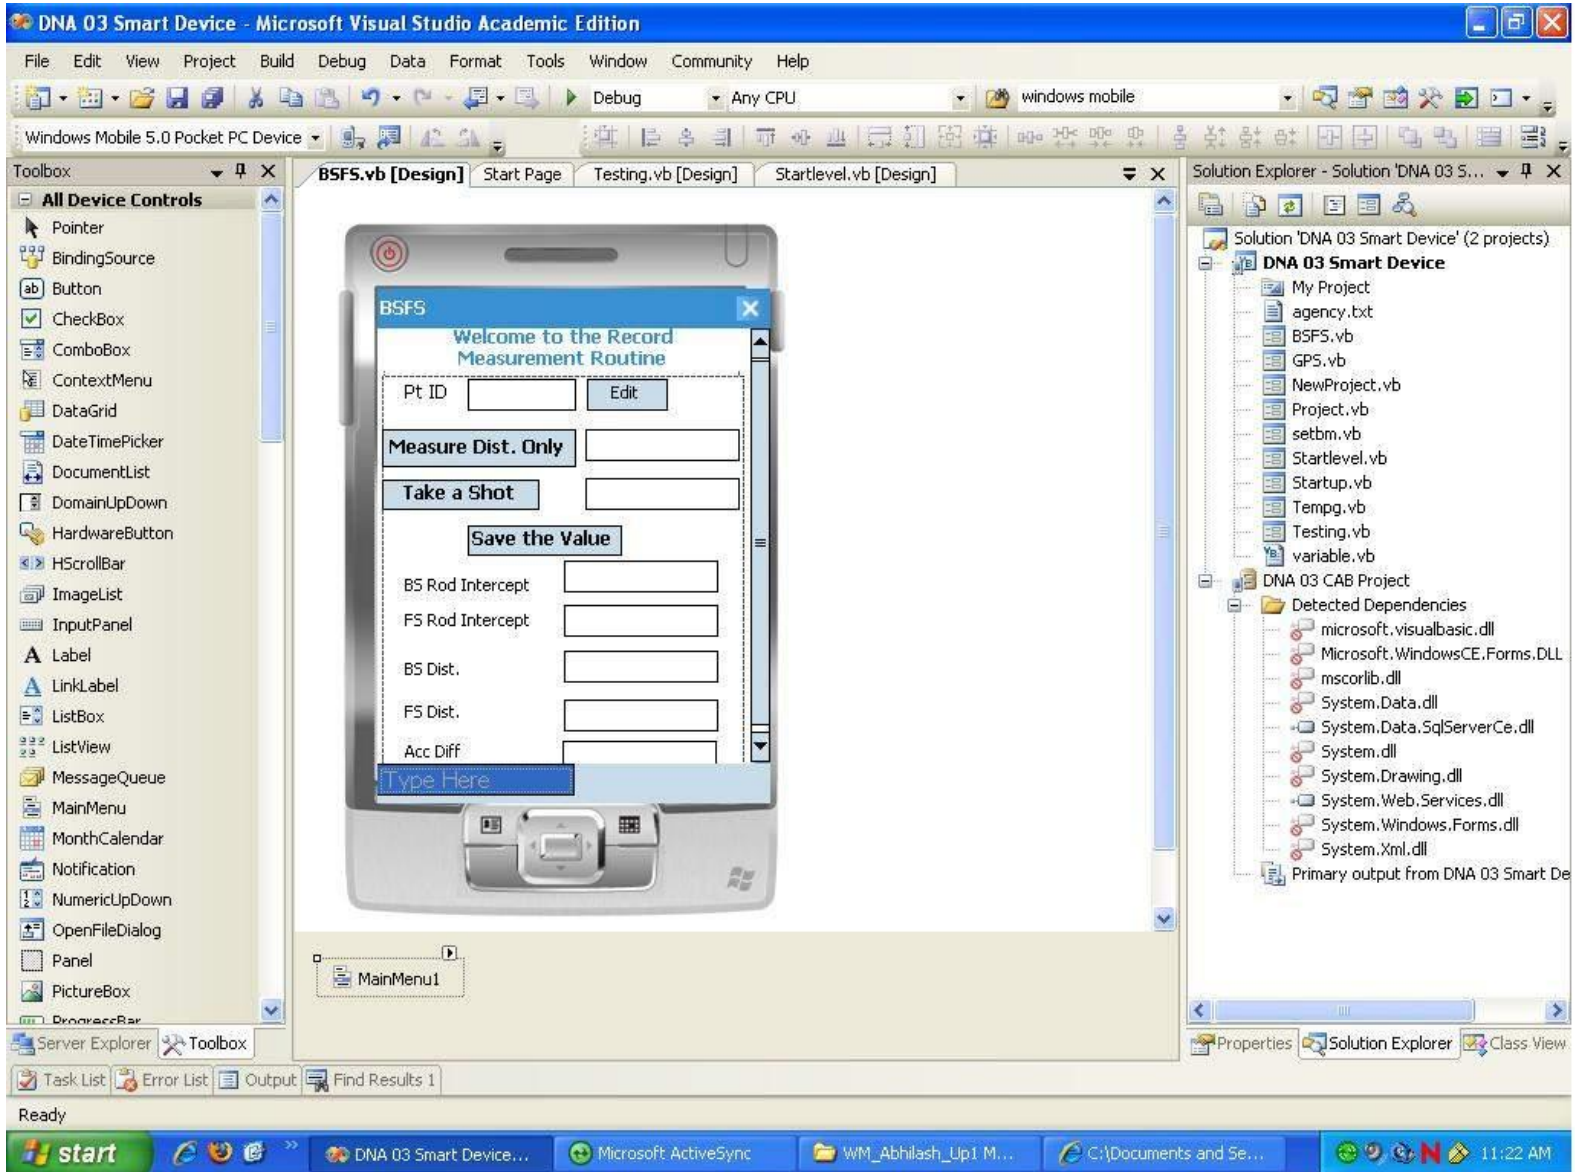 DNA 03 Smart Device - Microsoft Visual Studio Academic Edition
File Edit View Project Build Debug Data Format Tools Window Community Help
Debug Any CPU windows mobile
Windows Mobile 5.0 Pocket PC Device
Toolbox
All Device Controls
Pointer
BindingSource
Button
CheckBox
ComboBox
ContextMenu
DataGrid
DateTimePicker
DocumentList
DomainUpDown
HardwareButton
HScrollBar
ImageList
InputPanel
Label
LinkLabel
ListBox
ListView
MessageQueue
MainMenu
MonthCalendar
Notification
NumericUpDown
OpenFileDialog
Panel
PictureBox
ProgressBar
Server Explorer Toolbox
BSFS.vb [Design] Start Page Testing.vb [Design] Startlevel.vb [Design]
BSFS
Welcome to the Record
Measurement Routine
Pt ID Edit
Measure Dist. Only
Take a Shot
Save the Value
BS Rod Intercept
FS Rod Intercept
BS Dist.
FS Dist.
Acc Diff
Type Here
MainMenu1
Solution Explorer - Solution 'DNA 03 S...
Solution 'DNA 03 Smart Device' (2 projects)
DNA 03 Smart Device
My Project
agency.txt
BSFS.vb
GPS.vb
NewProject.vb
Project.vb
setbm.vb
Startlevel.vb
Startup.vb
Tempg.vb
Testing.vb
variable.vb
DNA 03 CAB Project
Detected Dependencies
microsoft.visualbasic.dll
Microsoft.WindowsCE.Forms.DLL
mscorlib.dll
System.Data.dll
System.Data.SqlServerCe.dll
System.dll
System.Drawing.dll
System.Web.Services.dll
System.Windows.Forms.dll
System.Xml.dll
Primary output from DNA 03 Smart De
Properties Solution Explorer Class View
Task List Error List Output Find Results 1
Ready
start DNA 03 Smart Device... Microsoft ActiveSync WM_Abhilash_Up1 M... C:\Documents and Se... 11:22 AM